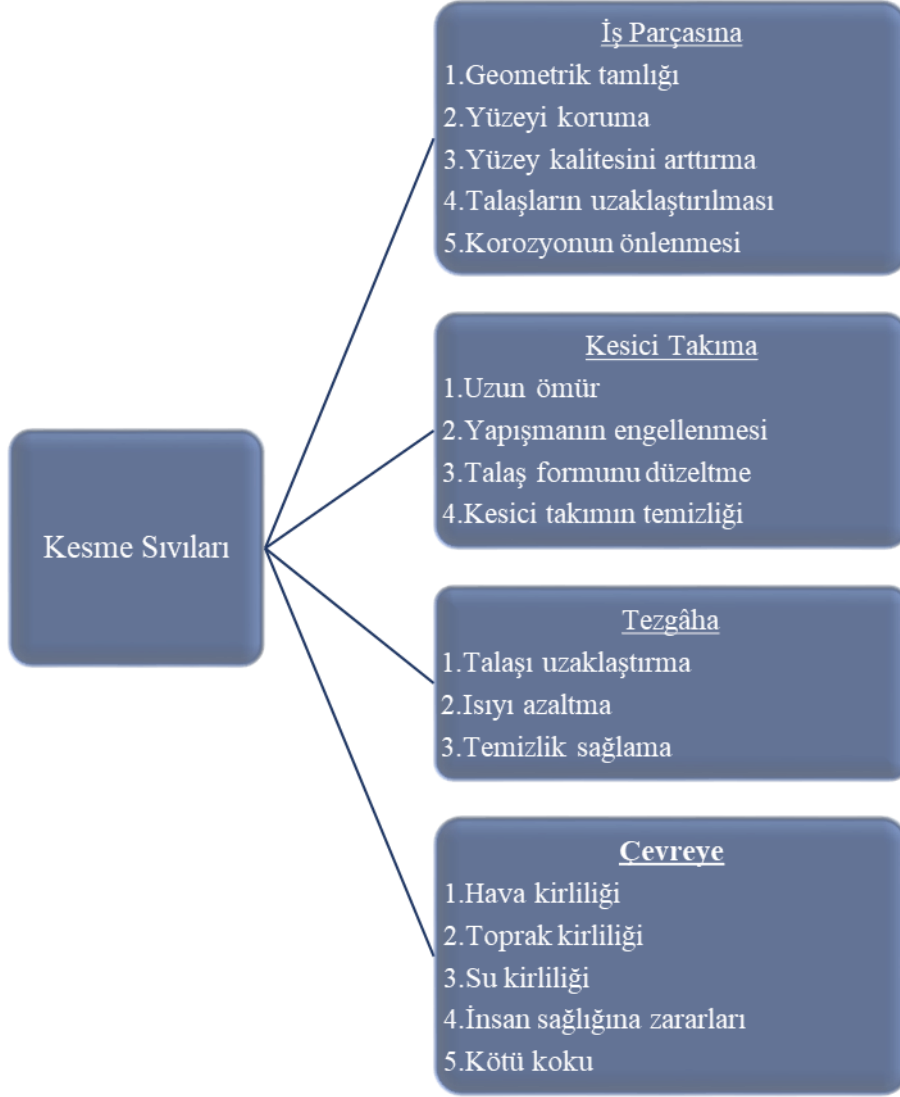 İş Parçasına
1.Geometrik tamlığı
2.Yüzeyi koruma
3.Yüzey kalitesini arttırma
4.Talaşların uzaklaştırılması
5.Korozyonun önlenmesi
Kesici Takıma
1.Uzun ömür
2.Yapışmanın engellenmesi
3.Talaş formunu düzeltme
4.Kesici takımın temizliği
Kesme Sıvıları
Tezgâha
1.Talaşı uzaklaştırma
2.Isıyı azaltma
3.Temizlik sağlama
Çevreye
1.Hava kirliliği
2.Toprak kirliliği
3.Su kirliliği
4.İnsan sağlığına zararları
5.Kötü koku